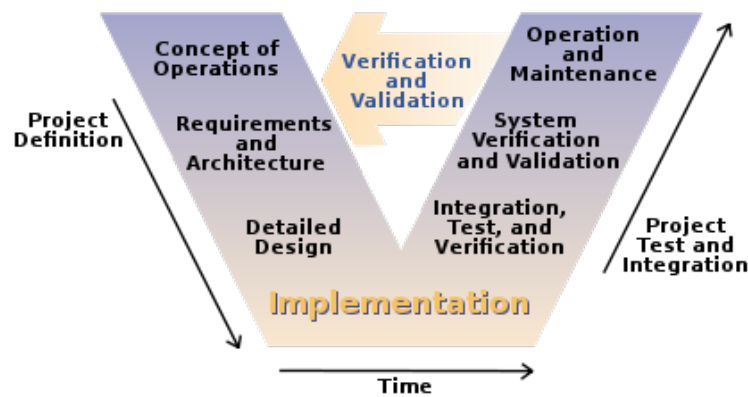 Concept of
Operations
Verification
and
Validation
Operation
and
Maintenance
Project
Definition
Requirements
and
Architecture
System
Verification
and Validation
Detailed
Design
Integration,
Test, and
Verification
Project
Test and
Integration
Implementation
Time